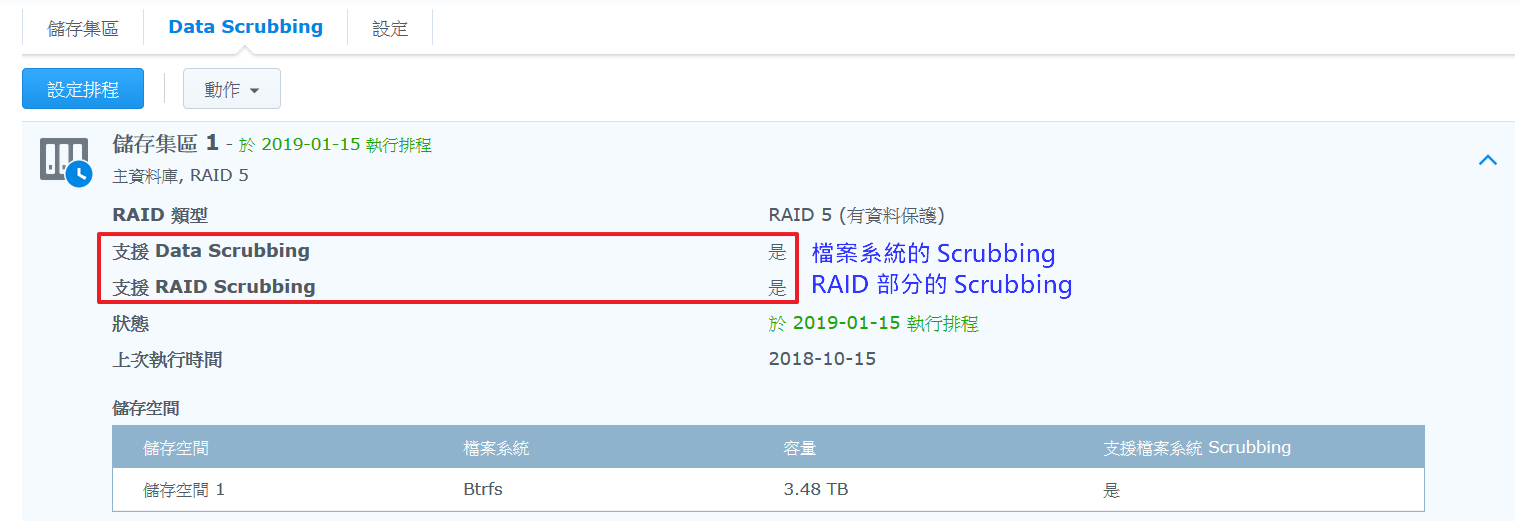 儲存集區 Data Scrubbing 設定
設定排程 動作
儲存集區 1 - 於 2019-01-15 執行排程
主資料庫, RAID 5
RAID 類型 RAID 5 (有資料保護)
支援 Data Scrubbing 是 檔案系統的 Scrubbing
支援 RAID Scrubbing 是 RAID 部分的 Scrubbing
狀態 於 2019-01-15 執行排程
上次執行時間 2018-10-15
儲存空間
儲存空間 檔案系統 容量 支援檔案系統 Scrubbing
儲存空間 1 Btrfs 3.48 TB 是